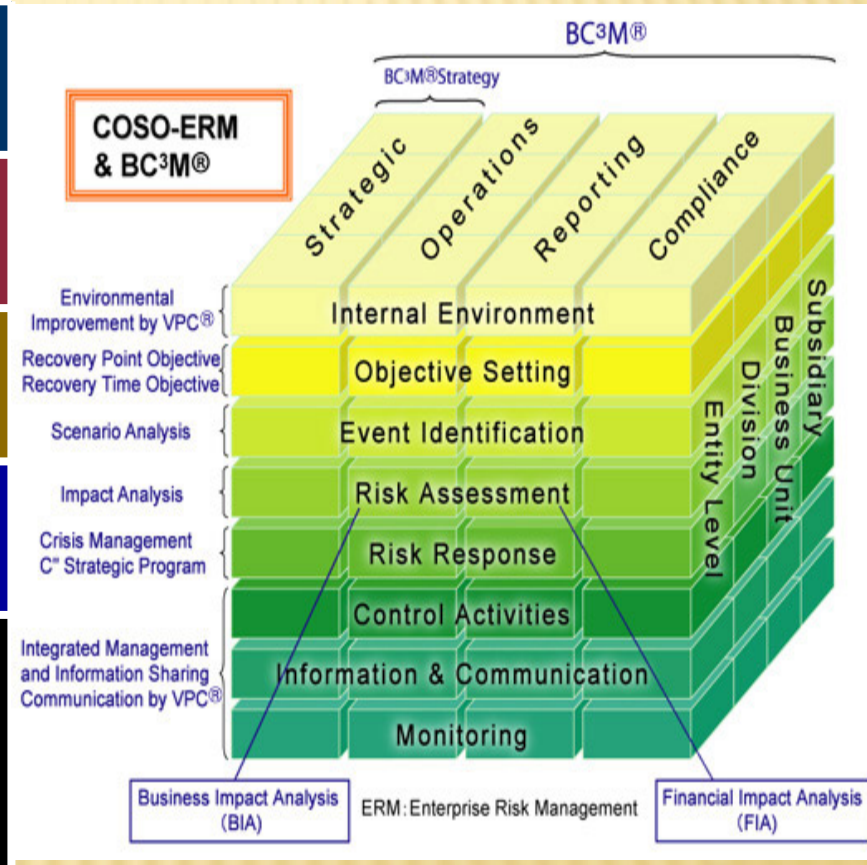 BC³M®
BC³M®Strategy
COSO-ERM
& BC³M®
Strategic
Operations
Reporting
Compliance
Environmental
Improvement by VPC®
Internal Environment
Recovery Point Objective
Recovery Time Objective
Objective Setting
Scenario Analysis
Event Identification
Impact Analysis
Risk Assessment
Crisis Management
C" Strategic Program
Risk Response
Control Activities
Integrated Management
and Information Sharing
Communication by VPC®
Information & Communication
Monitoring
Entity Level
Division
Business Unit
Subsidiary
Business Impact Analysis
(BIA)
ERM:Enterprise Risk Management
Financial Impact Analysis
(FIA)